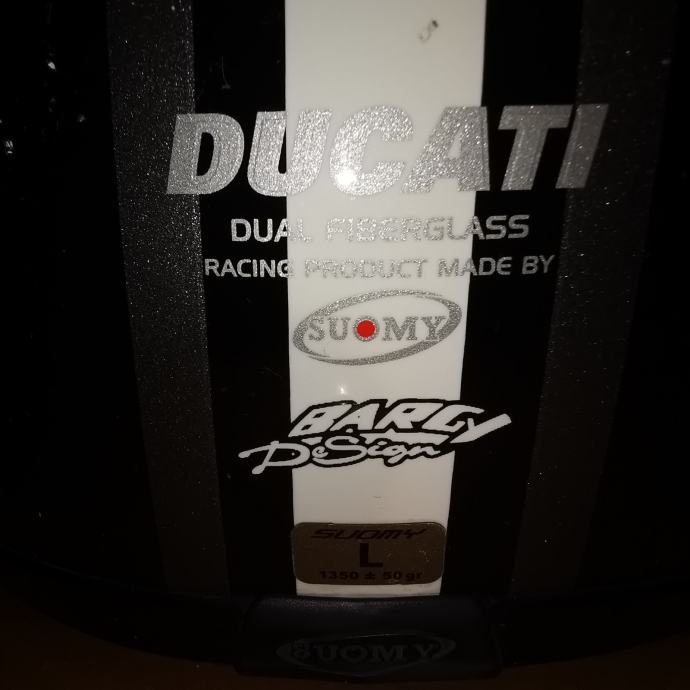 DUCATI
DUAL FIBERGLASS
RACING PRODUCT MADE BY
SUOMY
BARGY
DeSign
SUOMY
L
1350 ± 50 gr
SUOMY